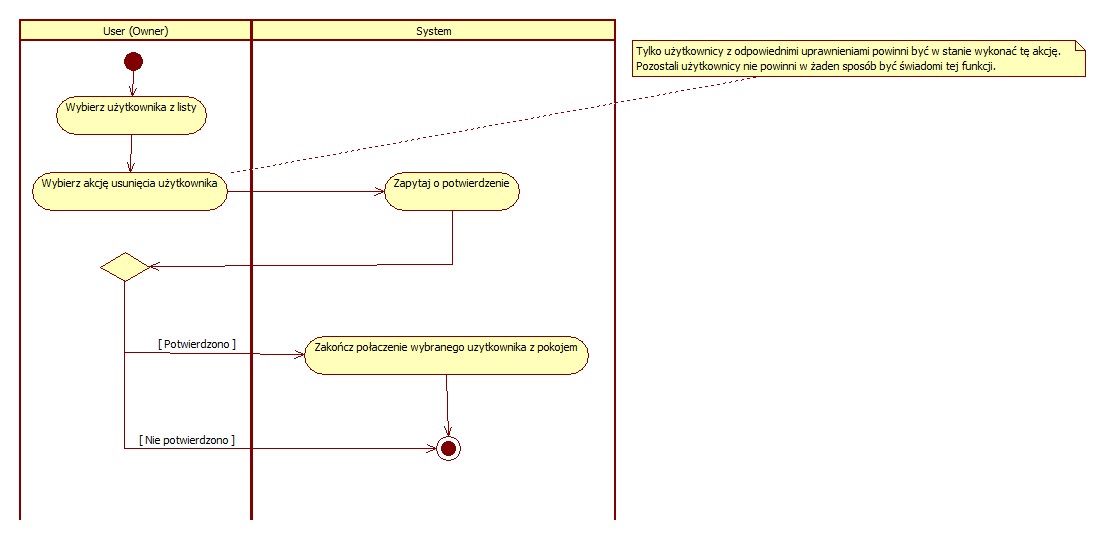 User (Owner)
System
Tylko użytkownicy z odpowiednimi uprawnieniami powinni być w stanie wykonać tę akcję.
Pozostali użytkownicy nie powinni w żaden sposób być świadomi tej funkcji.
Wybierz użytkownika z listy
Wybierz akcję usunięcia użytkownika
Zapytaj o potwierdzenie
[ Potwierdzono ]
Zakończ połaczenie wybranego uzytkownika z pokojem
[ Nie potwierdzono ]